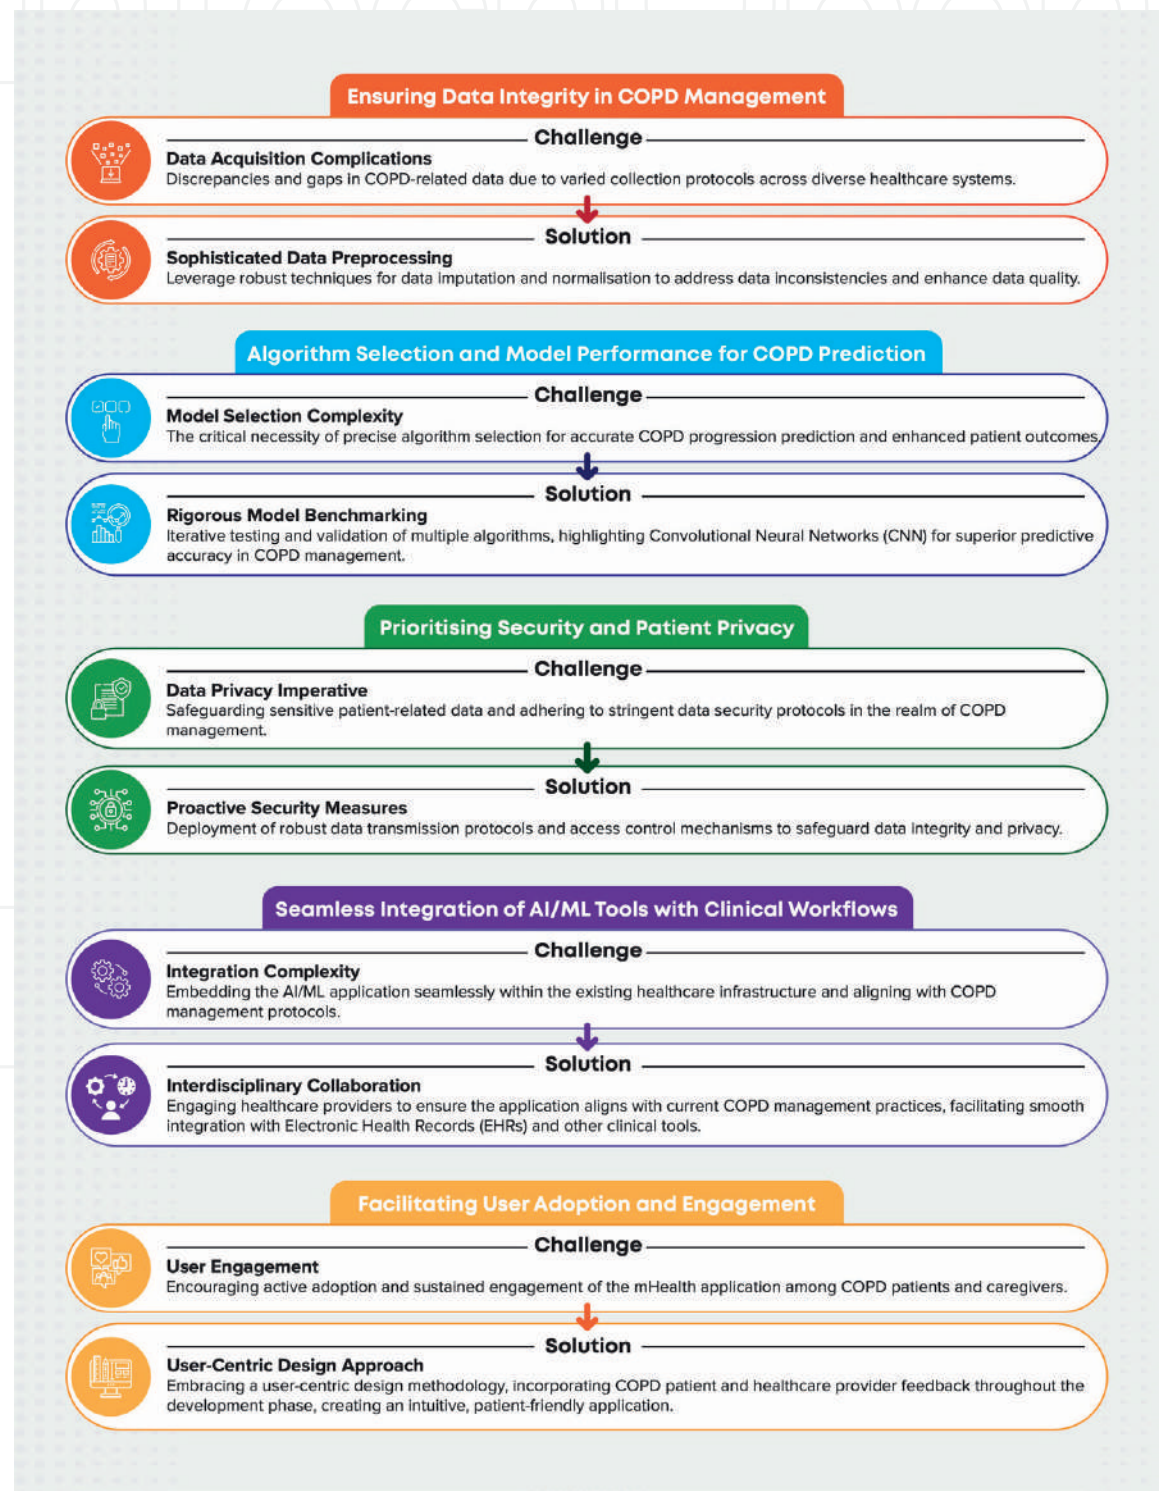 Ensuring Data Integrity in COPD Management
Challenge
Data Acquisition Complications
Discrepancies and gaps in COPD-related data due to varied collection protocols across diverse healthcare systems.
Solution
Sophisticated Data Preprocessing
Leverage robust techniques for data imputation and normalisation to address data inconsistencies and enhance data quality.
Algorithm Selection and Model Performance for COPD Prediction
Challenge
Model Selection Complexity
The critical necessity of precise algorithm selection for accurate COPD progression prediction and enhanced patient outcomes.
Solution
Rigorous Model Benchmarking
Iterative testing and validation of multiple algorithms, highlighting Convolutional Neural Networks (CNN) for superior predictive
accuracy in COPD management.
Prioritising Security and Patient Privacy
Challenge
Data Privacy Imperative
Safeguarding sensitive patient-related data and adhering to stringent data security protocols in the realm of COPD
management.
Solution
Proactive Security Measures
Deployment of robust data transmission protocols and access control mechanisms to safeguard data integrity and privacy.
Seamless Integration of AI/ML Tools with Clinical Workflows
Challenge
Integration Complexity
Embedding the AI/ML application seamlessly within the existing healthcare infrastructure and aligning with COPD
management protocols.
Solution
Interdisciplinary Collaboration
Engaging healthcare providers to ensure the application aligns with current COPD management practices, facilitating smooth
integration with Electronic Health Records (EHRs) and other clinical tools.
Facilitating User Adoption and Engagement
Challenge
User Engagement
Encouraging active adoption and sustained engagement of the mHealth application among COPD patients and caregivers.
Solution
User-Centric Design Approach
Embracing a user-centric design methodology, incorporating COPD patient and healthcare provider feedback throughout the
development phase, creating an intuitive, patient-friendly application.